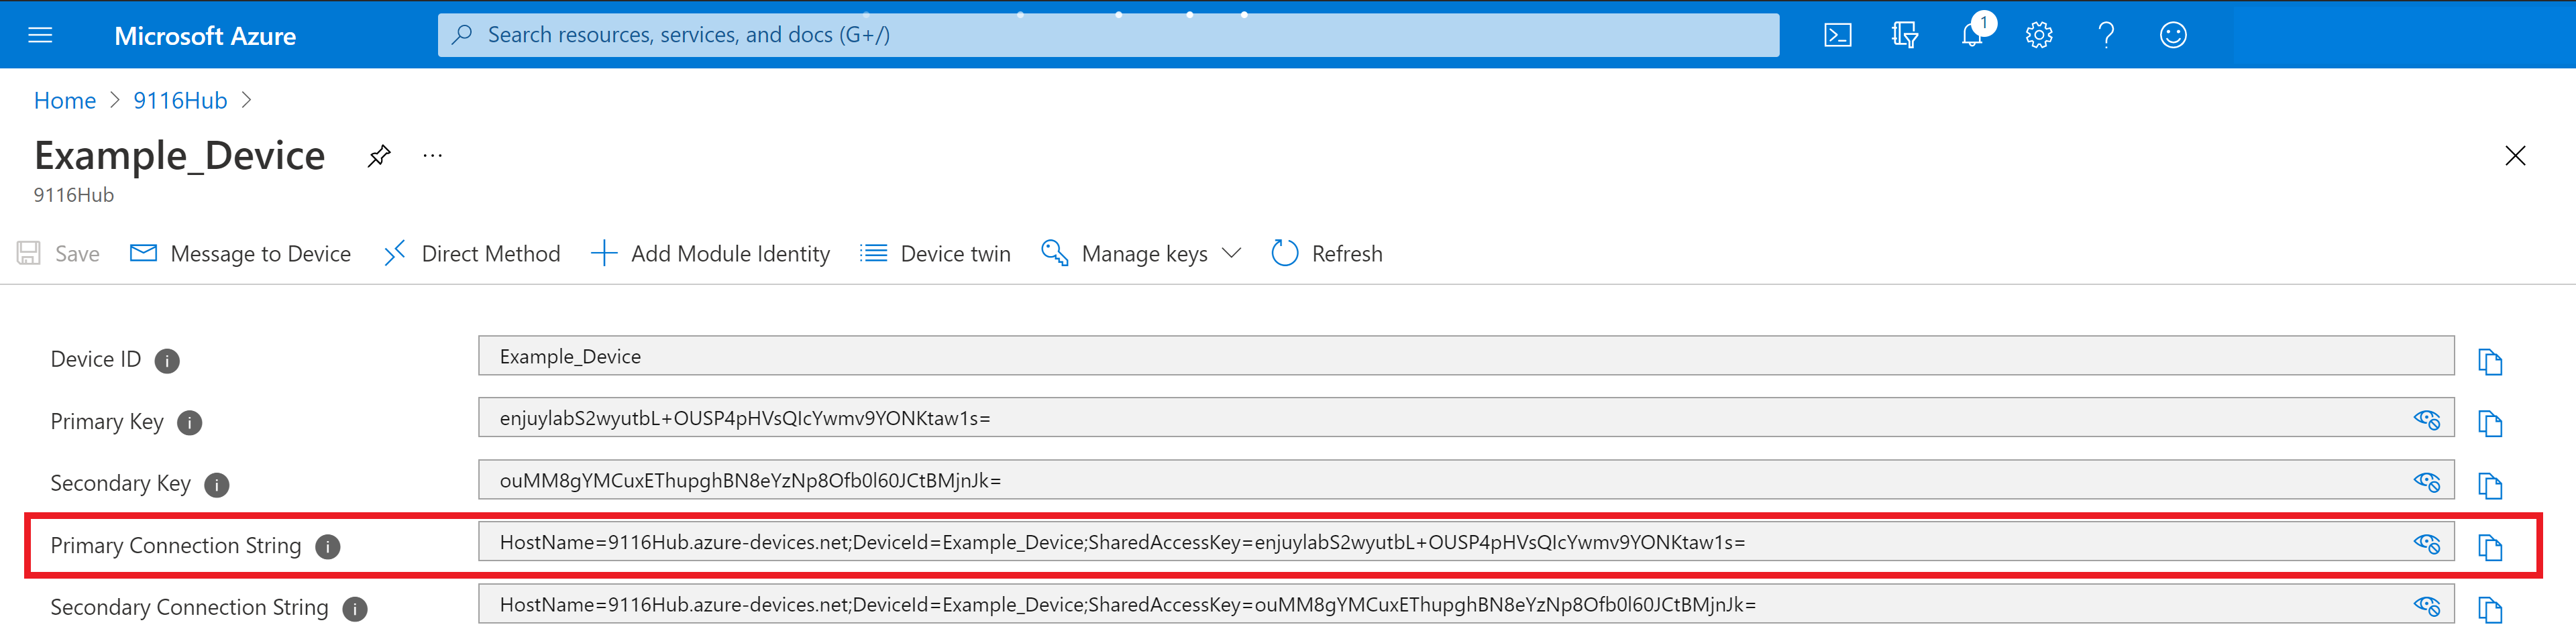 Microsoft Azure
Search resources, services, and docs (G+/)
1
Home > 9116Hub >
Example_Device
...
9116Hub
Save
Message to Device
Direct Method
Add Module Identity
Device twin
Manage keys
Refresh
Device ID
Example_Device
Primary Key
enjuylabS2wyutbL+OUSP4pHVsQIcYwmv9YONKtaw1s=
Secondary Key
ouMM8gYMCuxEThupghBN8eYzNp8Ofb0l60JCtBMjnJk=
Primary Connection String
HostName=9116Hub.azure-devices.net;DeviceId=Example_Device;SharedAccessKey=enjuylabS2wyutbL+OUSP4pHVsQIcYwmv9YONKtaw1s=
Secondary Connection String
HostName=9116Hub.azure-devices.net;DeviceId=Example_Device;SharedAccessKey=ouMM8gYMCuxEThupghBN8eYzNp8Ofb0l60JCtBMjnJk=